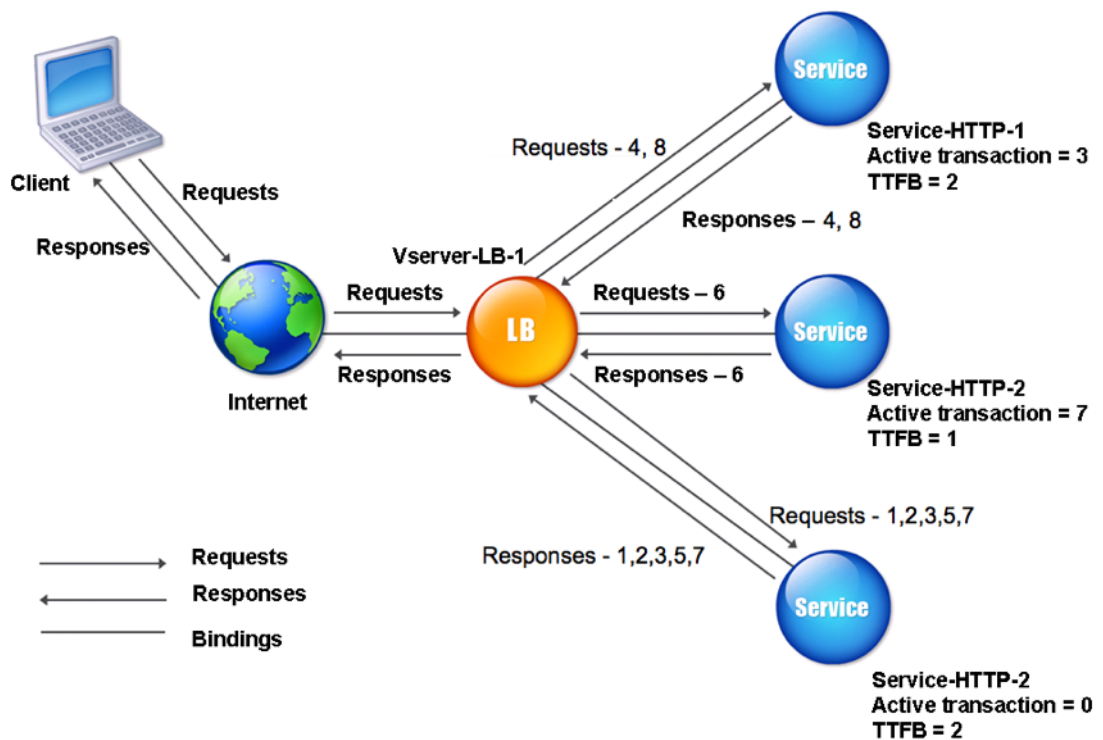 Service
Service-HTTP-1
Active transaction = 3
TTFB = 2
Requests - 4, 8
Client
Requests
Responses
Responses – 4, 8
Vserver-LB-1
Requests
Requests – 6
LB
Service
Responses
Responses – 6
Internet
Service-HTTP-2
Active transaction = 7
TTFB = 1
Requests - 1,2,3,5,7
Responses - 1,2,3,5,7
Requests
Responses
Bindings
Service
Service-HTTP-2
Active transaction = 0
TTFB = 2